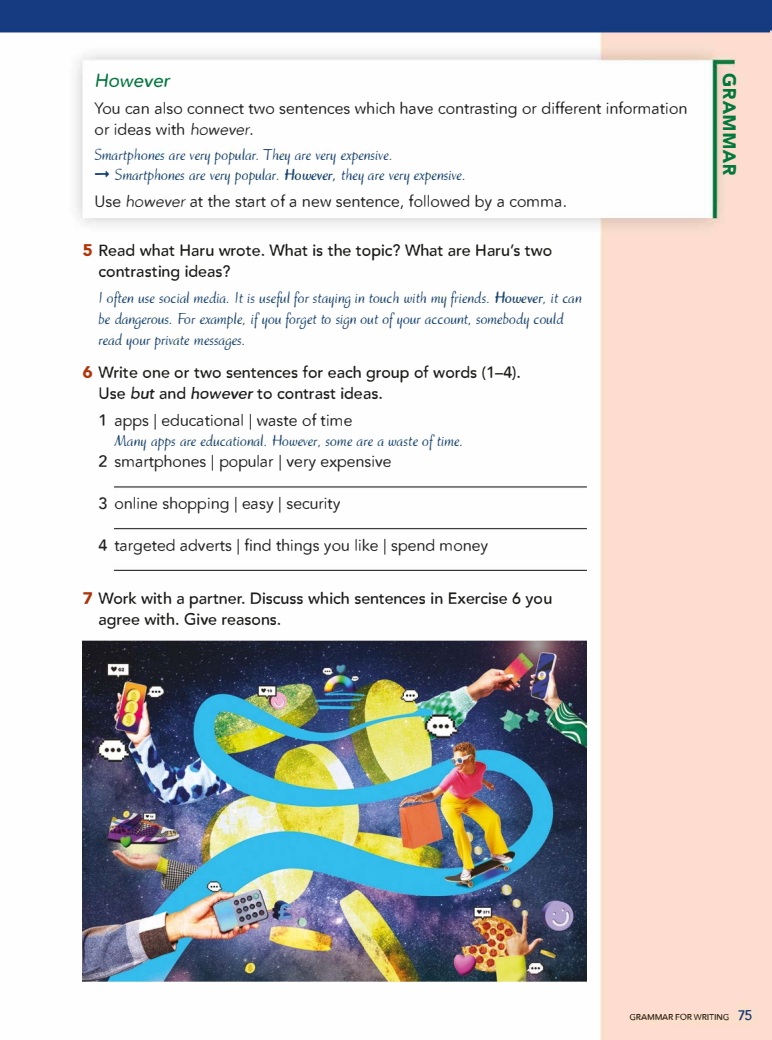 However
You can also connect two sentences which have contrasting or different information
or ideas with however.
Smartphones are very popular. They are very expensive.
→ Smartphones are very popular. However, they are very expensive.
Use however at the start of a new sentence, followed by a comma.
GRAMMAR
5 Read what Haru wrote. What is the topic? What are Haru's two
contrasting ideas?
I often use social media. It is useful for staying in touch with my friends. However, it can
be dangerous. For example, if you forget to sign out of your account, somebody could
read your private messages.
6 Write one or two sentences for each group of words (1–4).
Use but and however to contrast ideas.
1 apps | educational | waste of time
Many apps are educational. However, some are a waste of time.
2 smartphones | popular | very expensive
3 online shopping | easy | security
4 targeted adverts | find things you like | spend money
7 Work with a partner. Discuss which sentences in Exercise 6 you
agree with. Give reasons.
62
GRAMMAR FOR WRITING 75